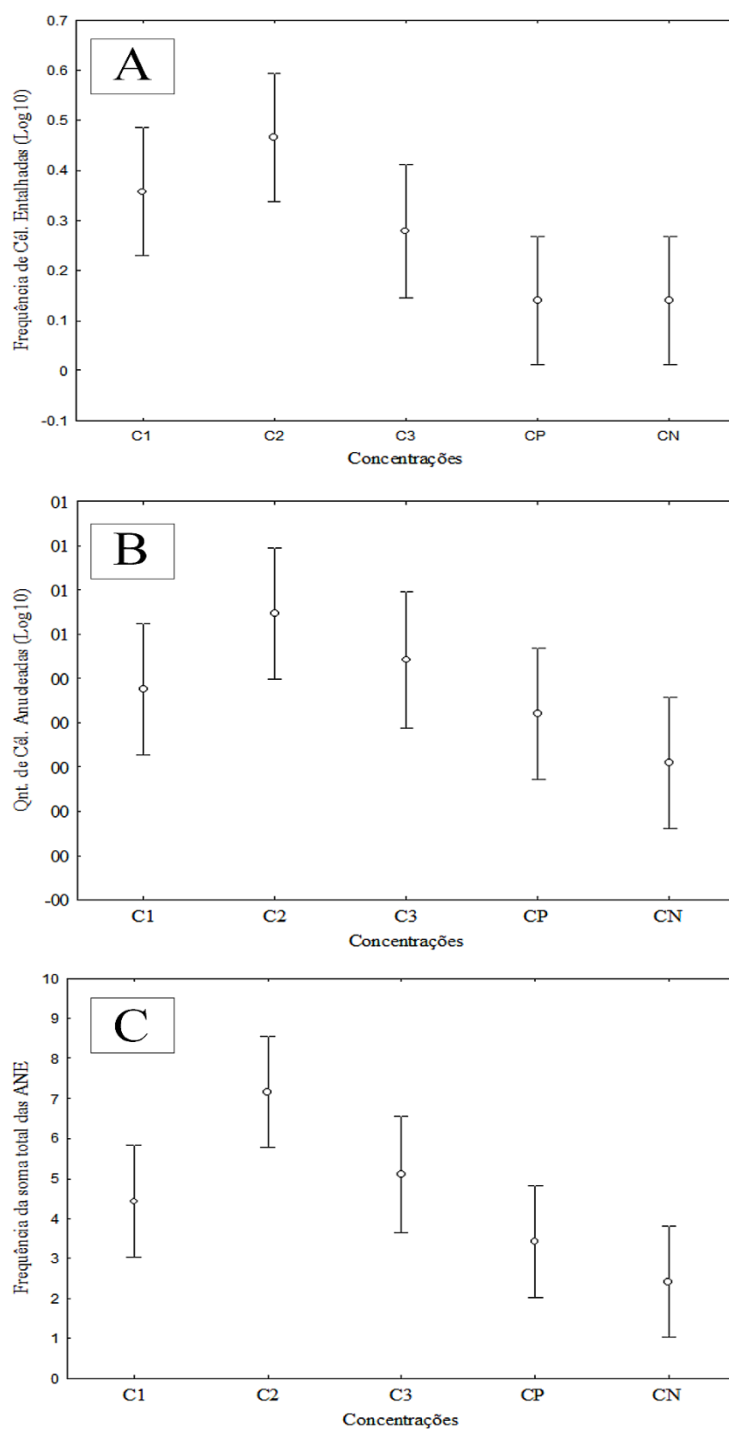 A
Frequência de Cél. Entalhadas (Log10)
0.7
0.6
0.5
0.4
0.3
0.2
0.1
0
-0.1
C1 C2 C3 CP CN
Concentrações
B
Qnt. de Cél. Anudeadas (Log10)
01
01
01
01
00
00
00
00
00
-00
C1 C2 C3 CP CN
Concentrações
C
Frequência da soma total das ANE
10
9
8
7
6
5
4
3
2
1
0
C1 C2 C3 CP CN
Concentrações